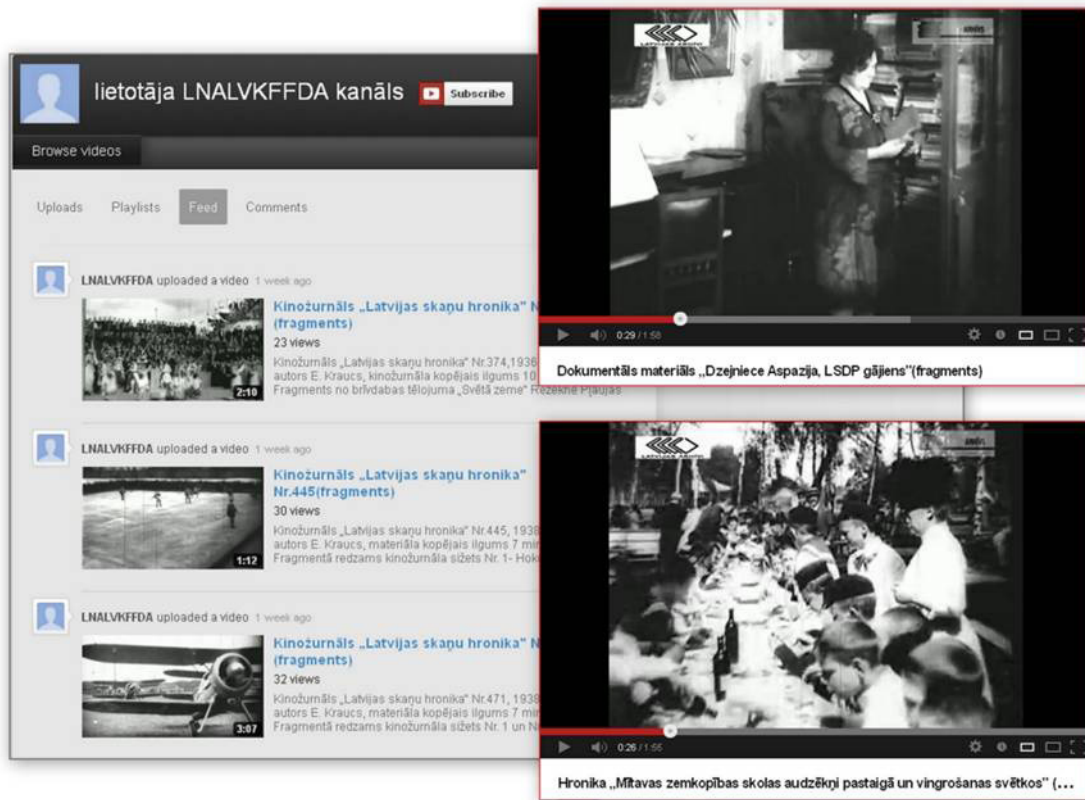 lietotāja LNALVKFFDA kanāls
Subscribe
Browse videos
Uploads Playlists Feed Comments
LNALVKFFDA uploaded a video 1 week ago
Kinožurnāls „Latvijas skaņu hronika" N
(fragments)
23 views
Kinožurnāls „Latvijas skaņu hronika" Nr.374,1936
autors E. Kraucs, kinožurnāla kopējais ilgums 10
Fragments no brīvdabas tēlojuma „Svētā zeme" Rēzeknē Pļaujas
2:10
LNALVKFFDA uploaded a video 1 week ago
Kinožurnāls „Latvijas skaņu hronika"
Nr.445(fragments)
30 views
Kinožurnāls „Latvijas skaņu hronika" Nr.445, 1938
autors E. Kraucs, materiāla kopējais ilgums 7 min
Fragmentā redzams kinožurnāla sižets Nr. 1- Hok
1:12
LNALVKFFDA uploaded a video 1 week ago
Kinožurnāls „Latvijas skaņu hronika" N
(fragments)
32 views
Kinožurnāls „Latvijas skaņu hronika" Nr.471, 1938
autors E. Kraucs, materiāla kopējais ilgums 7 min
Fragmentā redzams kinožurnāla sižets Nr. 1 un N
3:07
LATVIJAS ARHĪVI
0:29 / 1:58
Dokumentāls materiāls „Dzejniece Aspazija, LSDP gājiens"(fragments)
LATVIJAS ARHĪVI
0:26 / 1:55
Hronika „Mītavas zemkopības skolas audzēkņi pastaigā un vingrošanas svētkos" (...